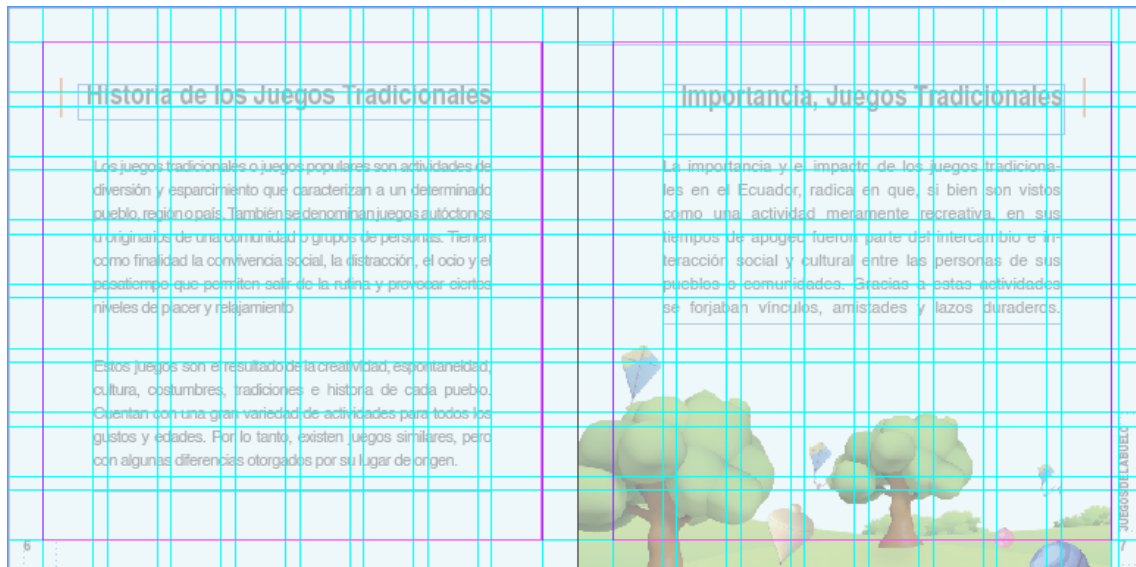 Historia de los Juegos Tradicionales
Los juegos tradicionales o juegos populares son actividades de
diversión y esparcimiento que caracterizan a un determinado
pueblo, región o país. También se denominan juegos autóctonos
u originarios de una comunidad o grupos de personas. Tienen
como finalidad la convivencia social, la distracción, el ocio y el
pasatiempo que permiten salir de la rutina y provocar ciertos
niveles de placer y relajamiento
Estos juegos son el resultado de la creatividad, espontaneidad,
cultura, costumbres, tradiciones e historia de cada pueblo.
Cuentan con una gran variedad de actividades para todos los
gustos y edades. Por lo tanto, existen juegos similares, pero
con algunas diferencias otorgados por su lugar de origen.
6
Importancia, Juegos Tradicionales
La importancia y el impacto de los juegos tradiciona-
les en el Ecuador, radica en que, si bien son vistos
como una actividad meramente recreativa, en sus
tiempos de apogeo fueron parte del intercambio e in-
teracción social y cultural entre las personas de sus
pueblos o comunidades. Gracias a estas actividades
se forjaban vínculos, amistades y lazos duraderos.
JUEGOSDELABUELO
7